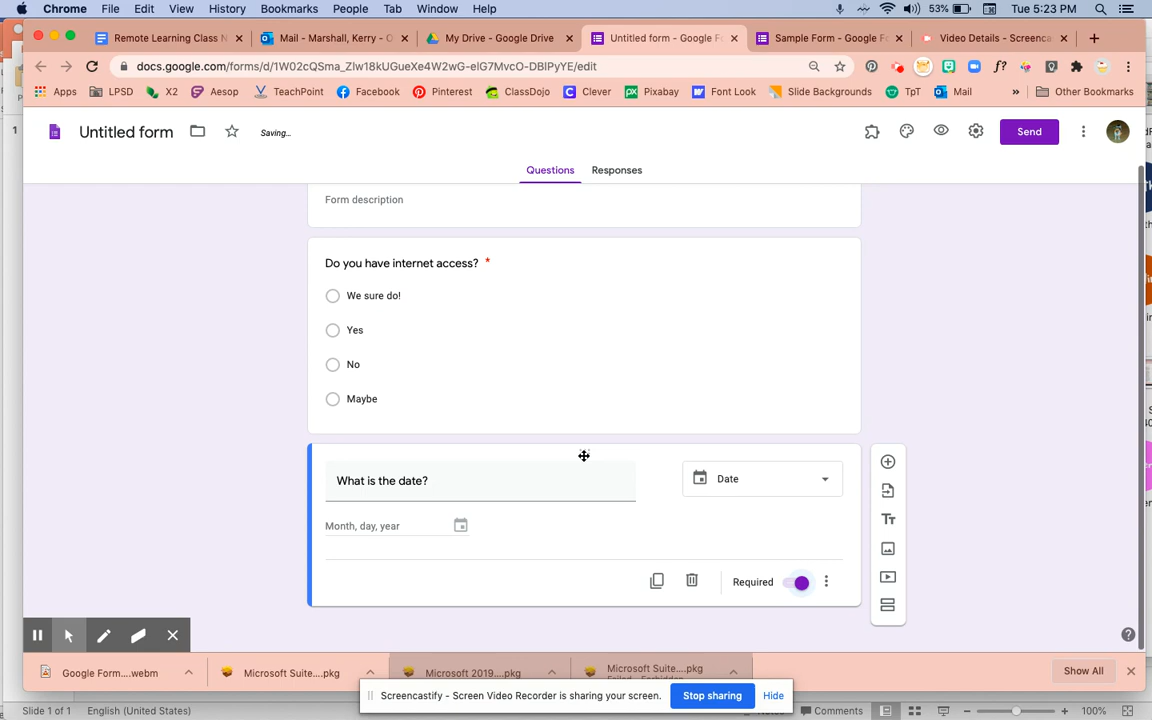 Chrome File Edit View History Bookmarks People Tab Window Help 53% Tue 5:23 PM
Remote Learning Class N Mail - Marshall, Kerry - O My Drive - Google Drive Untitled form - Google Fo Sample Form - Google Fo Video Details - Screenca
docs.google.com/forms/d/1W02cQSma_Zlw18kUGueXe4W2wG-elG7MvcO-DBlPyYE/edit
Apps LPSD X2 Aesop TeachPoint Facebook Pinterest ClassDojo Clever Pixabay Font Look Slide Backgrounds TpT Mail » Other Bookmarks
Untitled form Saving... Send
Questions Responses
Form description
Do you have internet access? *
We sure do!
Yes
No
Maybe
What is the date? Date
Month, day, year
Required
Google Form....webm Microsoft Suite....pkg Microsoft 2019....pkg Microsoft Suite....pkg Show All
Screencastify - Screen Video Recorder is sharing your screen. Stop sharing Hide
Slide 1 of 1 English (United States) Comments 100%